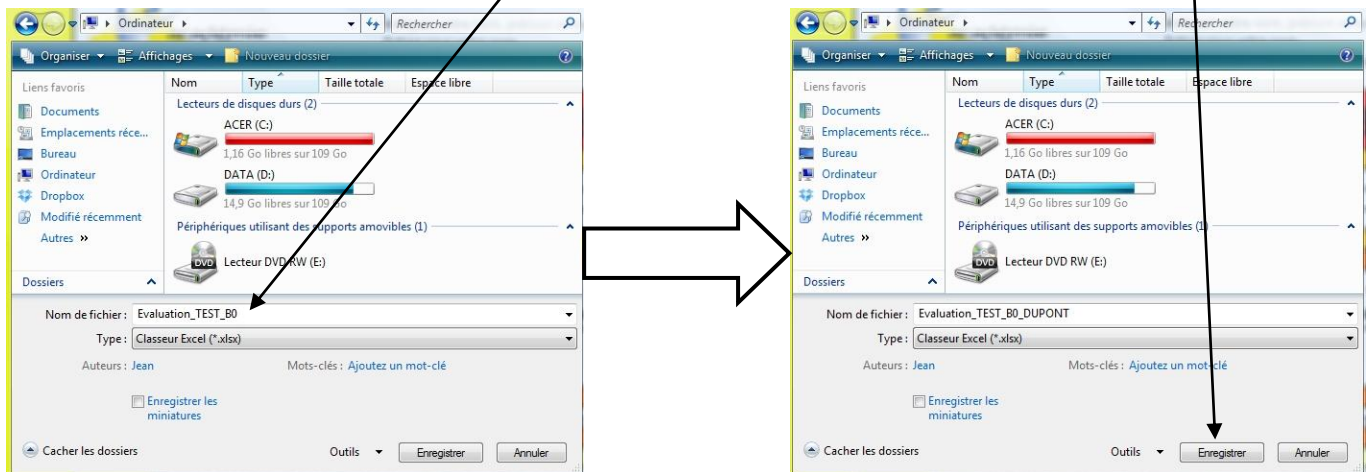 Ordinateur
Rechercher
Organiser Affichages Nouveau dossier
Liens favoris
Documents
Emplacements réce...
Bureau
Ordinateur
Dropbox
Modifié récemment
Autres »
Dossiers
Nom Type Taille totale Espace libre
Lecteurs de disques durs (2)
ACER (C:)
1,16 Go libres sur 109 Go
DATA (D:)
14,9 Go libres sur 109 Go
Périphériques utilisant des supports amovibles (1)
DVD
Lecteur DVD RW (E:)
Nom de fichier : Evaluation_TEST_B0
Type : Classeur Excel (*.xlsx)
Auteurs : Jean Mots-clés : Ajoutez un mot-clé
Enregistrer les
miniatures
Cacher les dossiers Outils Enregistrer Annuler
Ordinateur
Rechercher
Organiser Affichages Nouveau dossier
Liens favoris
Documents
Emplacements réce...
Bureau
Ordinateur
Dropbox
Modifié récemment
Autres »
Dossiers
Nom Type Taille totale Espace libre
Lecteurs de disques durs (2)
ACER (C:)
1,16 Go libres sur 109 Go
DATA (D:)
14,9 Go libres sur 109 Go
Périphériques utilisant des supports amovibles (1)
DVD
Lecteur DVD RW (E:)
Nom de fichier : Evaluation_TEST_B0_DUPONT
Type : Classeur Excel (*.xlsx)
Auteurs : Jean Mots-clés : Ajoutez un mot-clé
Enregistrer les
miniatures
Cacher les dossiers Outils Enregistrer Annuler